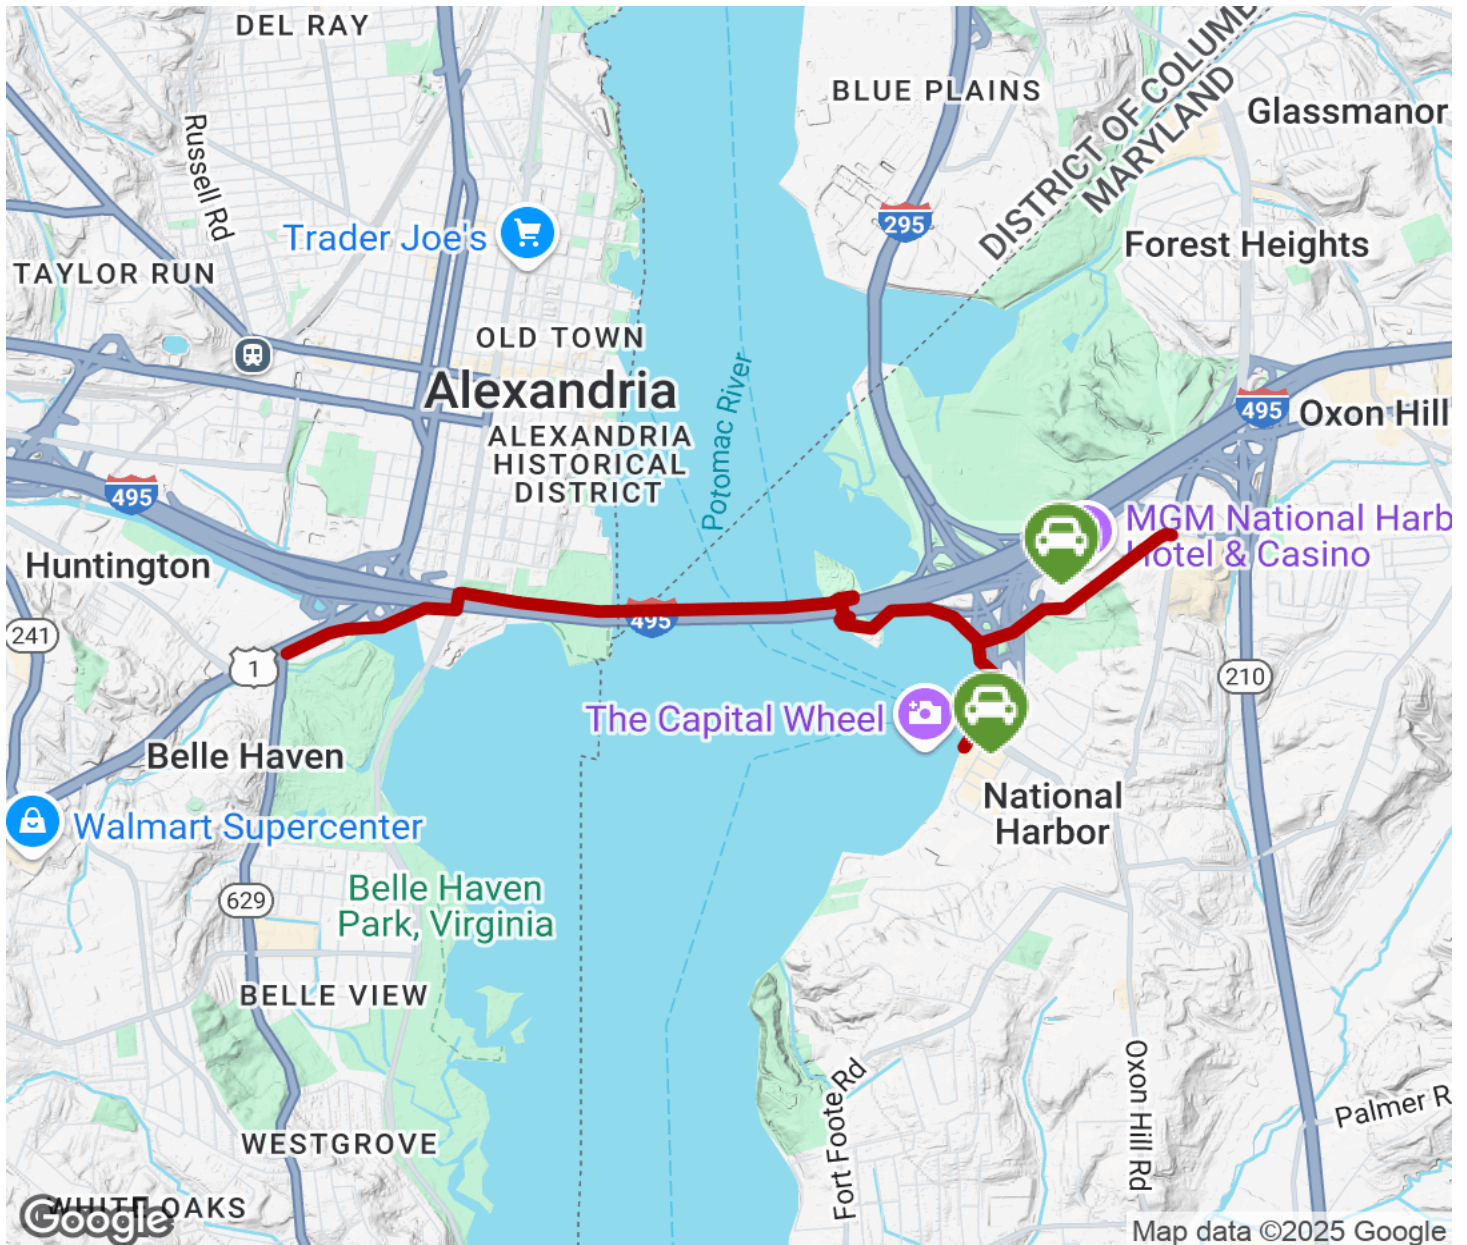 DEL RAY
BLUE PLAINS
DISTRICT OF COLUMB
MARYLAND
Glassmanor
Russell Rd
295
Trader Joe's
Forest Heights
TAYLOR RUN
OLD TOWN
Alexandria
Potomac River
495
Oxon Hill
ALEXANDRIA
HISTORICAL
DISTRICT
495
MGM National Harb
Hotel & Casino
Huntington
495
241
1
210
The Capital Wheel
Belle Haven
National
Harbor
Walmart Supercenter
629
Belle Haven
Park, Virginia
BELLE VIEW
Fort Foote Rd
Oxon Hill Rd
Palmer R
WESTGROVE
WHITE OAKS
Google
Map data ©2025 Google